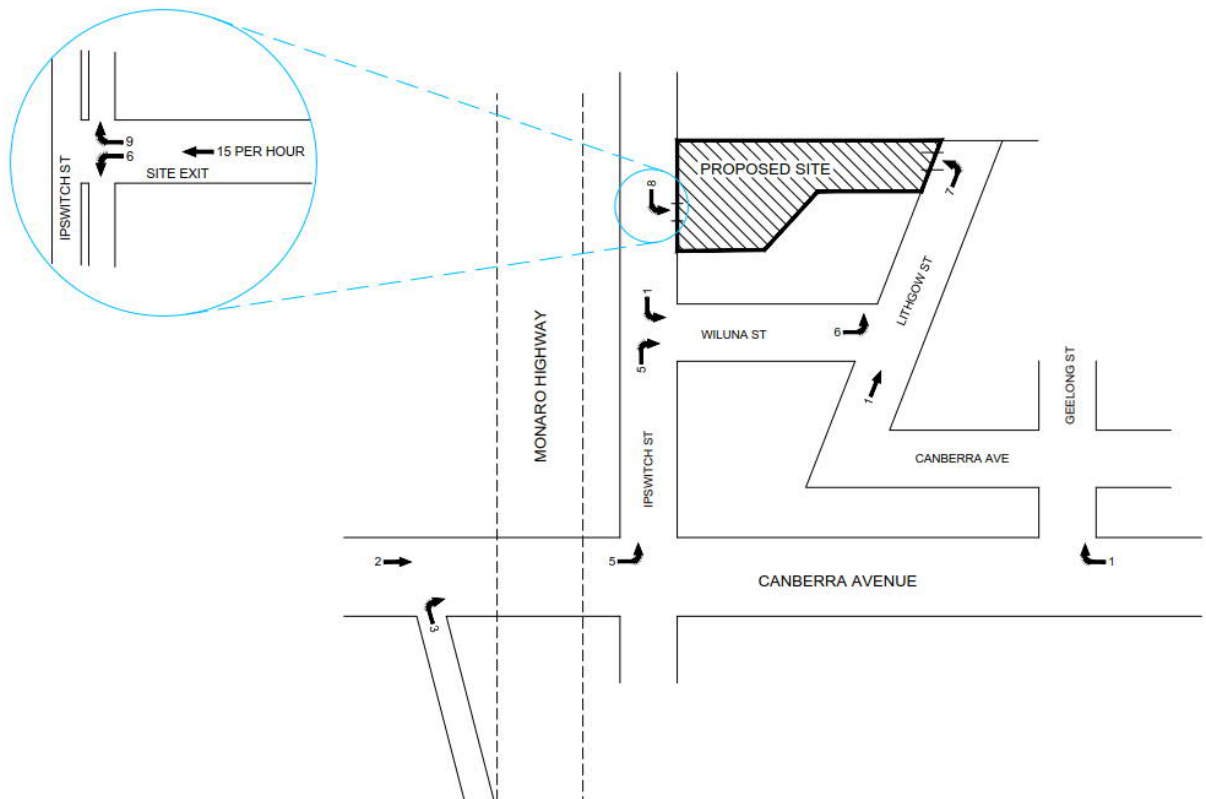 9
6
15 PER HOUR
SITE EXIT
IPSWITCH ST
PROPOSED SITE
8
7
LITHGOW ST
1
WILUNA ST
6
5
1
GEELONG ST
MONARO HIGHWAY
IPSWITCH ST
CANBERRA AVE
2
5
CANBERRA AVENUE
1
3